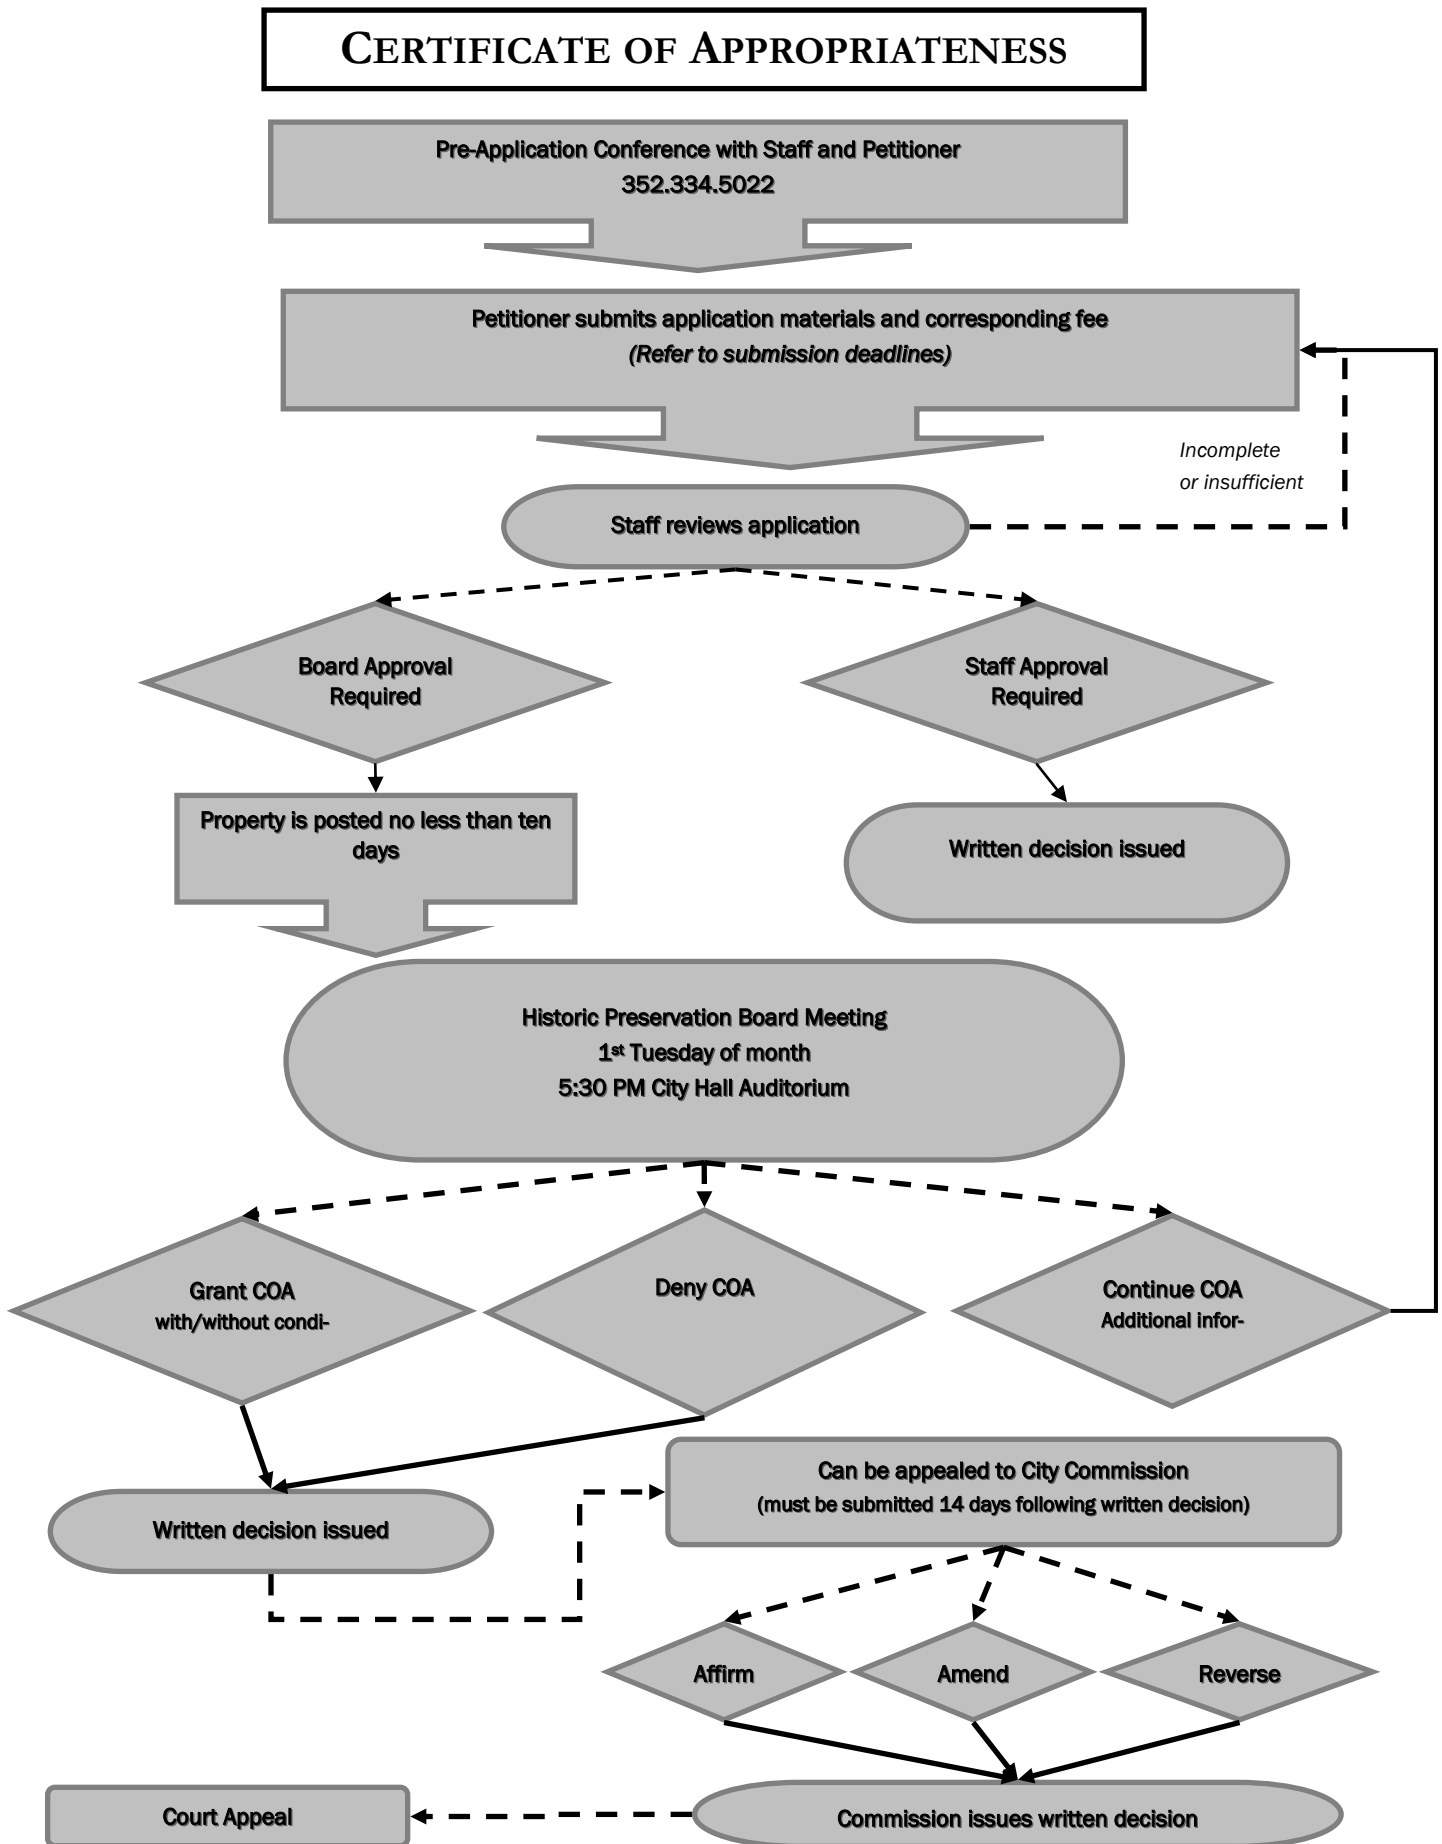 CERTIFICATE OF APPROPRIATENESS
Pre-Application Conference with Staff and Petitioner
352.334.5022
Petitioner submits application materials and corresponding fee
(Refer to submission deadlines)
Incomplete
or insufficient
Staff reviews application
Board Approval
Required
Staff Approval
Required
Property is posted no less than ten
days
Written decision issued
Historic Preservation Board Meeting
1st Tuesday of month
5:30 PM City Hall Auditorium
Grant COA
with/without condi-
Deny COA
Continue COA
Additional infor-
Can be appealed to City Commission
(must be submitted 14 days following written decision)
Written decision issued
Affirm
Amend
Reverse
Court Appeal
Commission issues written decision